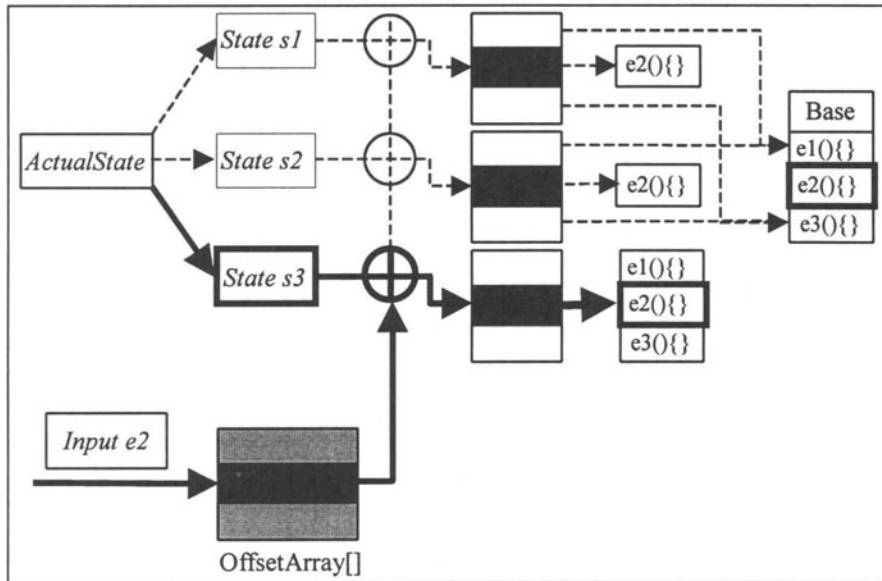 State s1
e2(){}
Base
e1(){}
ActualState
State s2
e2(){}
e2(){}
e3(){}
State s3
e1(){}
e2(){}
e3(){}
Input e2
OffsetArray[]